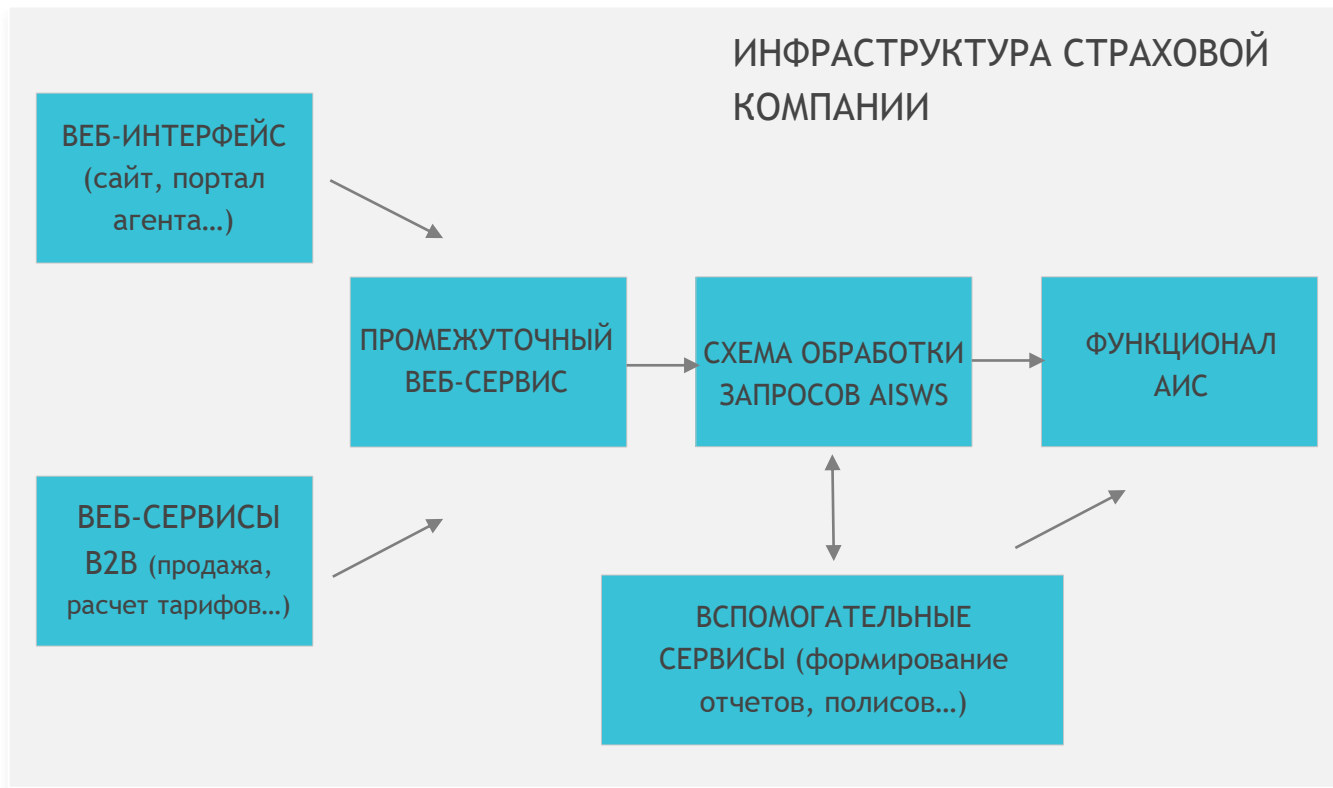 ИНФРАСТРУКТУРА СТРАХОВОЙ
КОМПАНИИ
ВЕБ-ИНТЕРФЕЙС
(сайт, портал
агента…)
ПРОМЕЖУТОЧНЫЙ
ВЕБ-СЕРВИС
СХЕМА ОБРАБОТКИ
ЗАПРОСОВ AISWS
ФУНКЦИОНАЛ
АИС
ВЕБ-СЕРВИСЫ
B2B (продажа,
расчет тарифов…)
ВСПОМОГАТЕЛЬНЫЕ
СЕРВИСЫ (формирование
отчетов, полисов…)